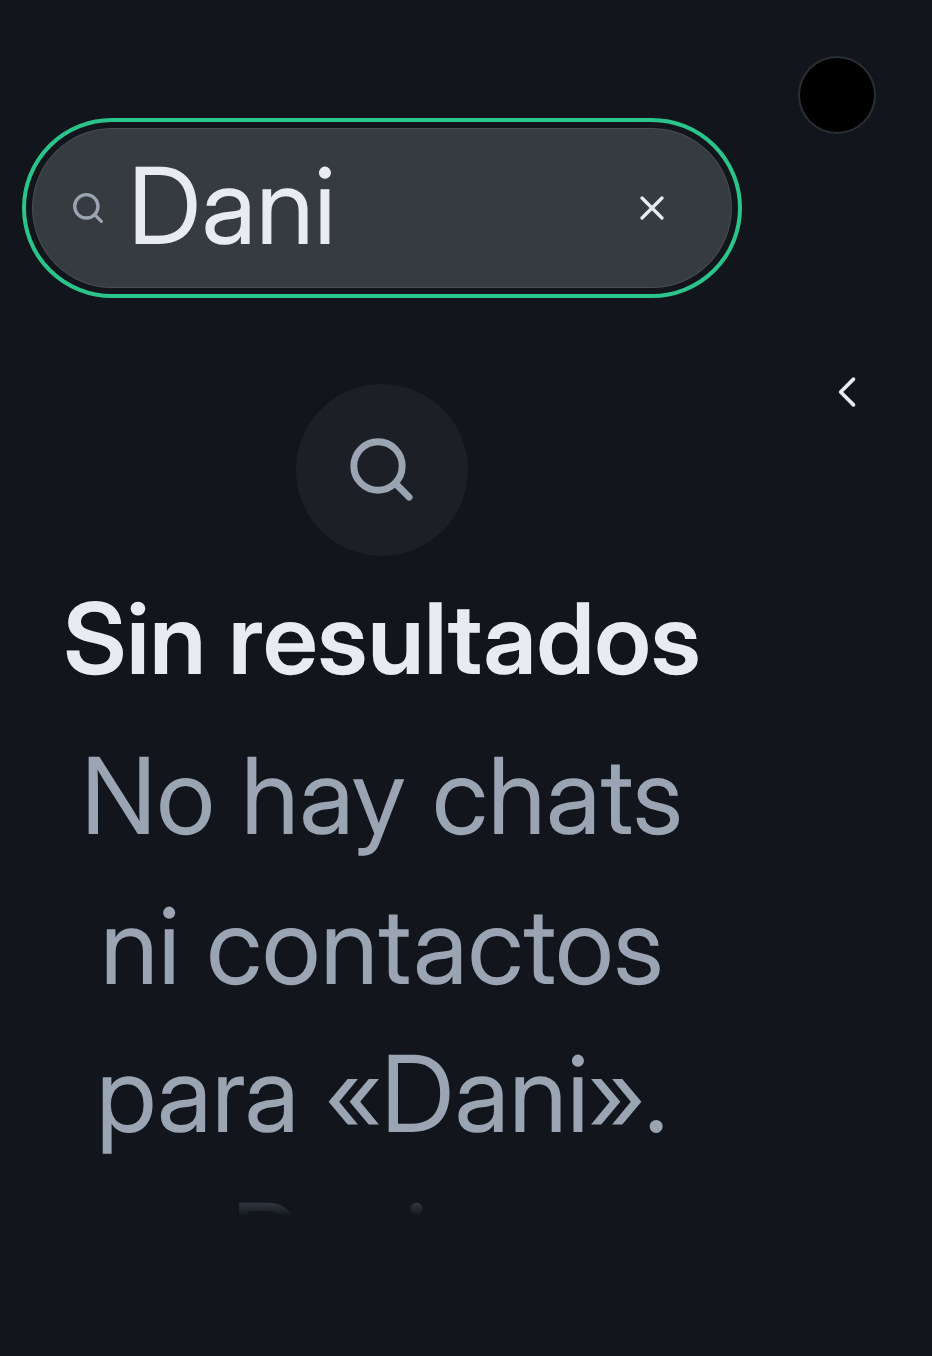 Dani
Sin resultados
No hay chats
ni contactos
para «Dani».